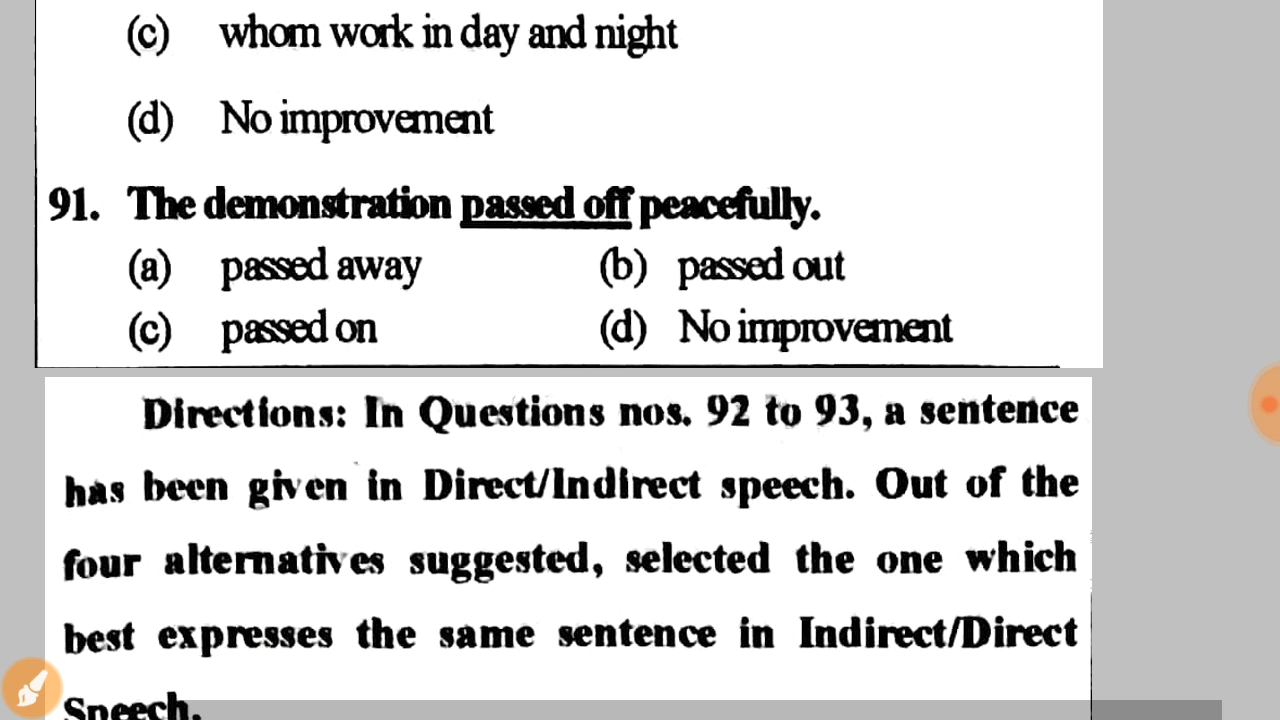 (c) whom work in day and night
(d) No improvement
91. The demonstration passed off peacefully.
(a) passed away (b) passed out
(c) passed on (d) No improvement
Directions: In Questions nos. 92 to 93, a sentence
has been given in Direct/Indirect speech. Out of the
four alternatives suggested, selected the one which
best expresses the same sentence in Indirect/Direct
Speech.